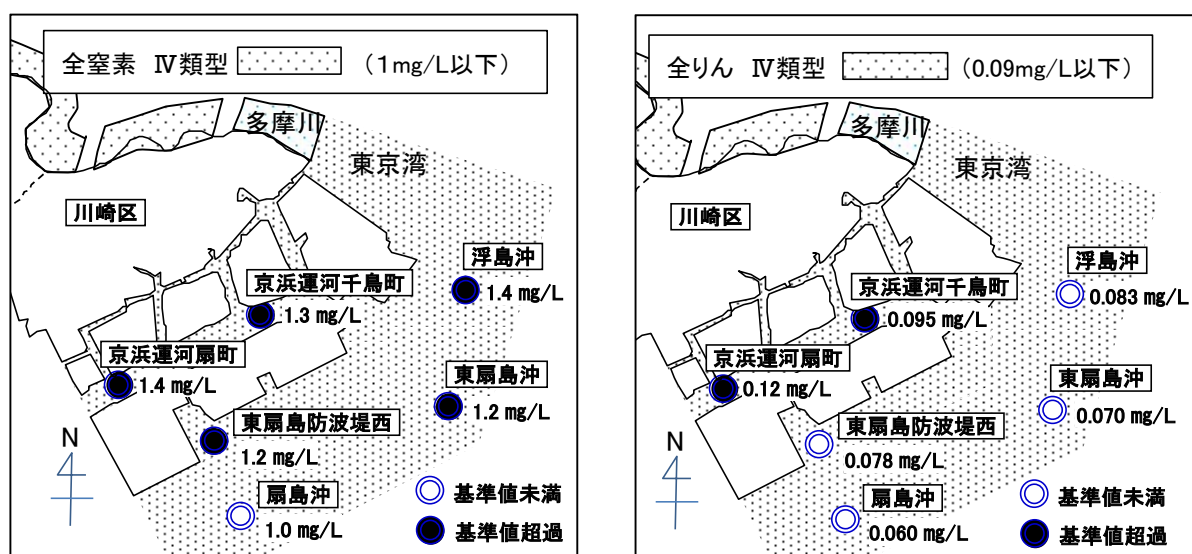 全窒素 Ⅳ類型 （1mg/L以下）
多摩川
東京湾
川崎区
浮島沖
1.4 mg/L
京浜運河千鳥町
1.3 mg/L
京浜運河扇町
1.4 mg/L
東扇島沖
1.2 mg/L
東扇島防波堤西
1.2 mg/L
N
扇島沖
1.0 mg/L
基準値未満
基準値超過
全りん Ⅳ類型 （0.09mg/L以下）
多摩川
東京湾
川崎区
浮島沖
0.083 mg/L
京浜運河千鳥町
0.095 mg/L
京浜運河扇町
0.12 mg/L
東扇島沖
0.070 mg/L
東扇島防波堤西
0.078 mg/L
N
扇島沖
0.060 mg/L
基準値未満
基準値超過